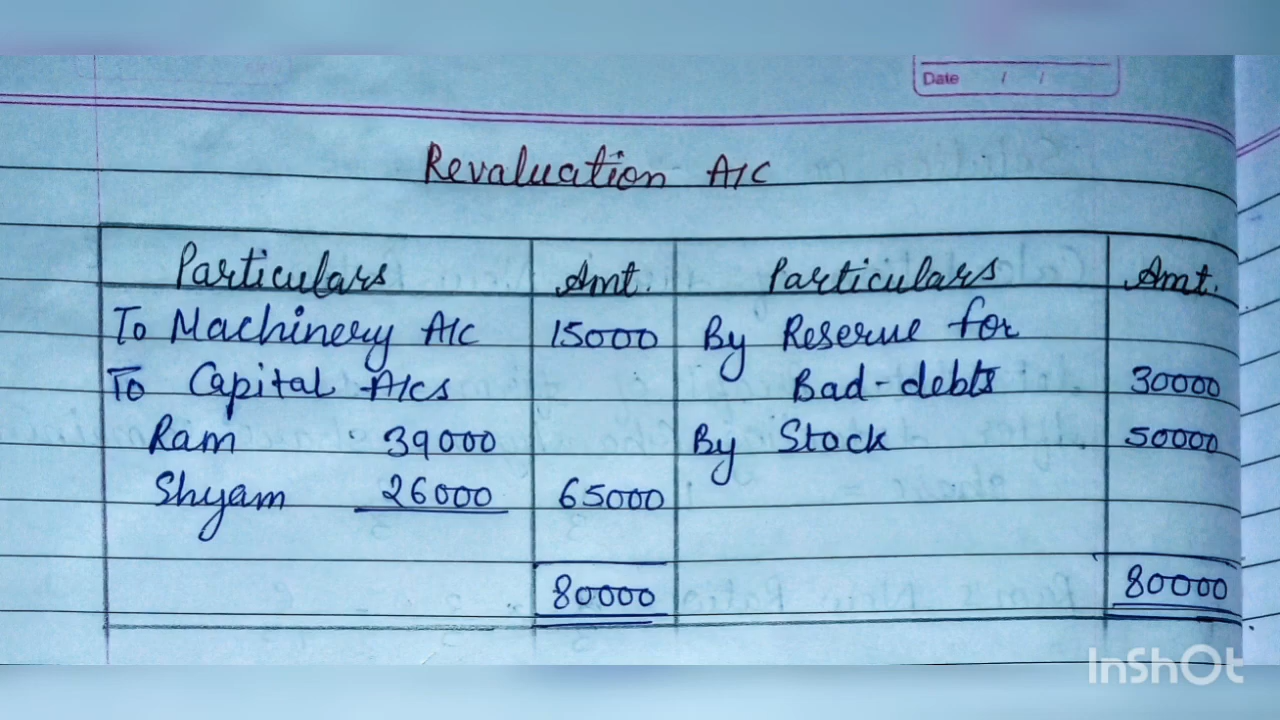 Date / /
Revaluation A/C
Particulars Amt. Particulars Amt.
To Machinery A/C 15000 By Reserve for
To Capital A/cs Bad-debts 30000
Ram 39000 By Stock 50000
Shyam 26000 65000
80000 80000
InShOt